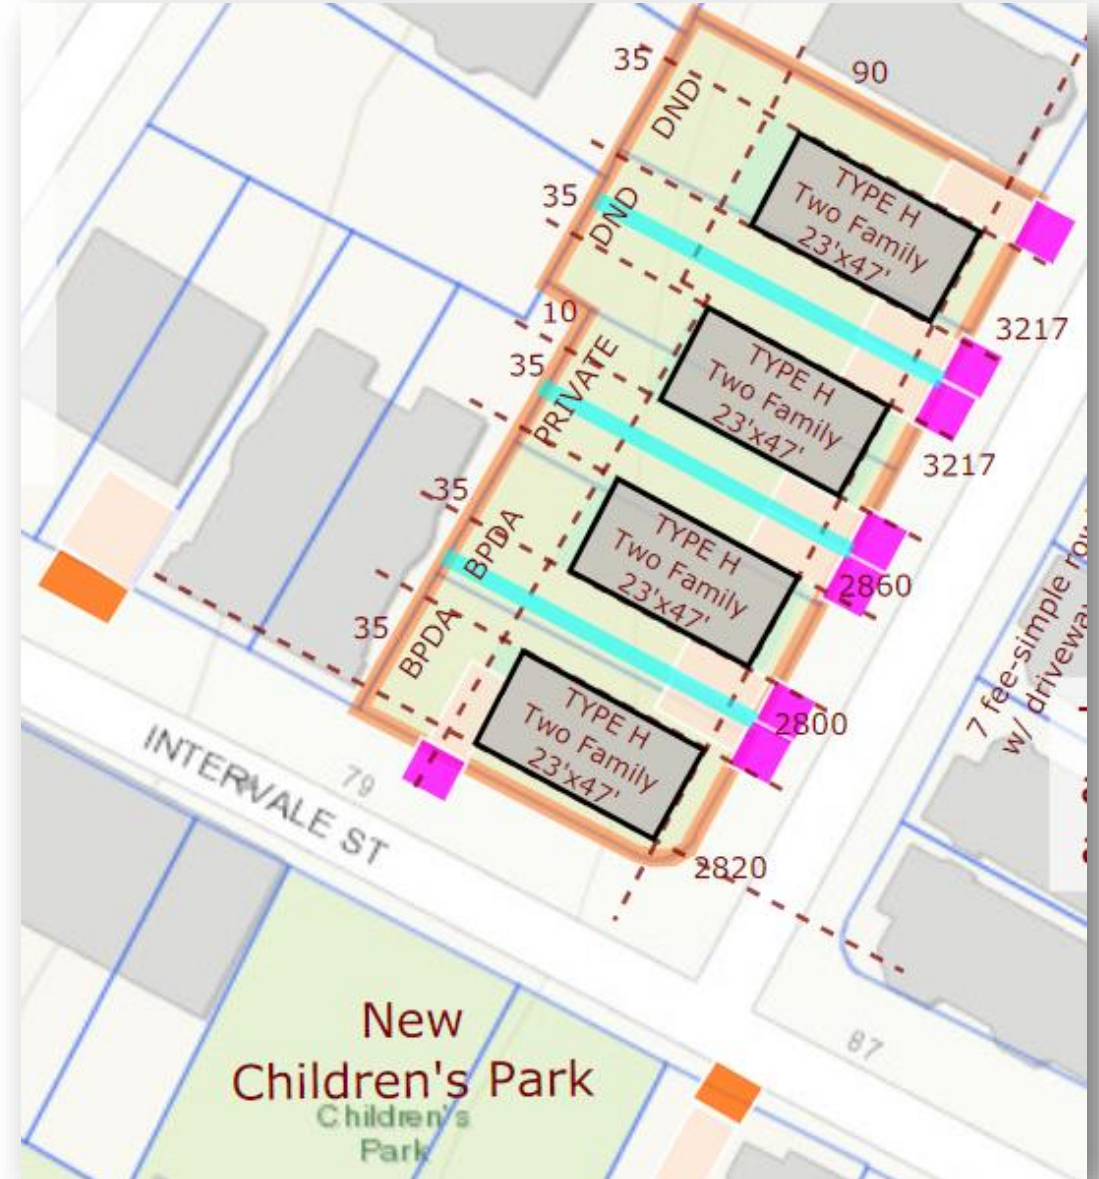 35
90
DND
TYPE H
Two Family
23'x47'
35
DND
3217
10
35
PRIVATE
TYPE H
Two Family
23'x47'
3217
35
BPDA
TYPE H
Two Family
23'x47'
2860
35
BPDA
TYPE H
Two Family
23'x47'
2800
2820
7 fee-simple row
w/ driveway
INTERVALE ST
79
87
New
Children's Park
Children's
Park